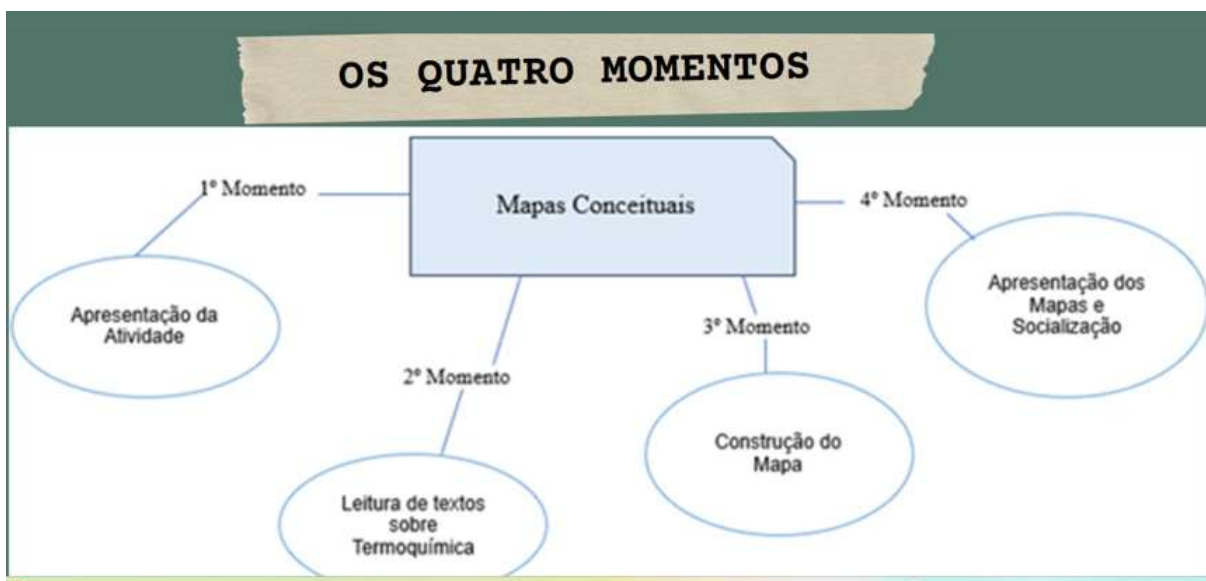 OS QUATRO MOMENTOS
Mapas Conceituais
1º Momento
Apresentação da
Atividade
2º Momento
Leitura de textos
sobre
Termoquímica
3º Momento
Construção do
Mapa
4º Momento
Apresentação dos
Mapas e
Socialização